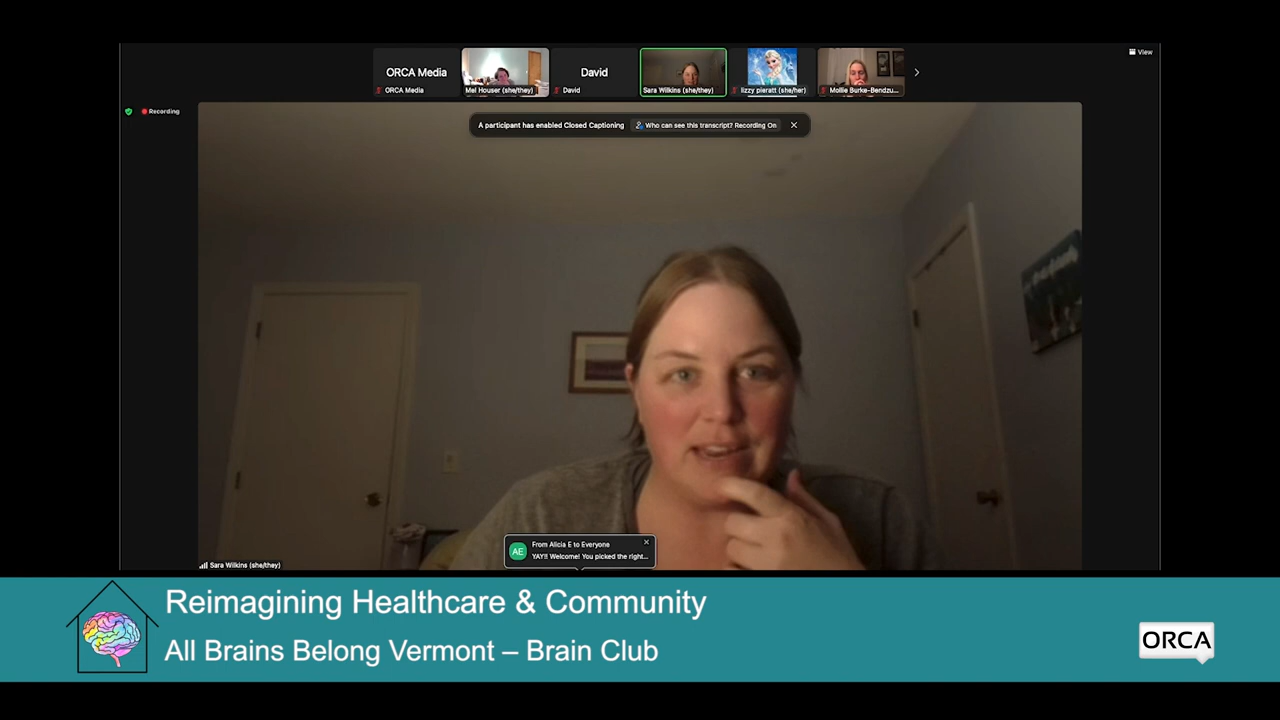 View
ORCA Media
David
ORCA Media
Mel Houser (she/they)
David
Sara Wilkins (she/they)
lizzy pieratt (she/her)
Mollie Burke-Bendzu...
Recording
A participant has enabled Closed Captioning
Who can see this transcript? Recording On
From Alicia E to Everyone
AE
YAY!! Welcome! You picked the right...
Sara Wilkins (she/they)
Reimagining Healthcare & Community
All Brains Belong Vermont – Brain Club
ORCA